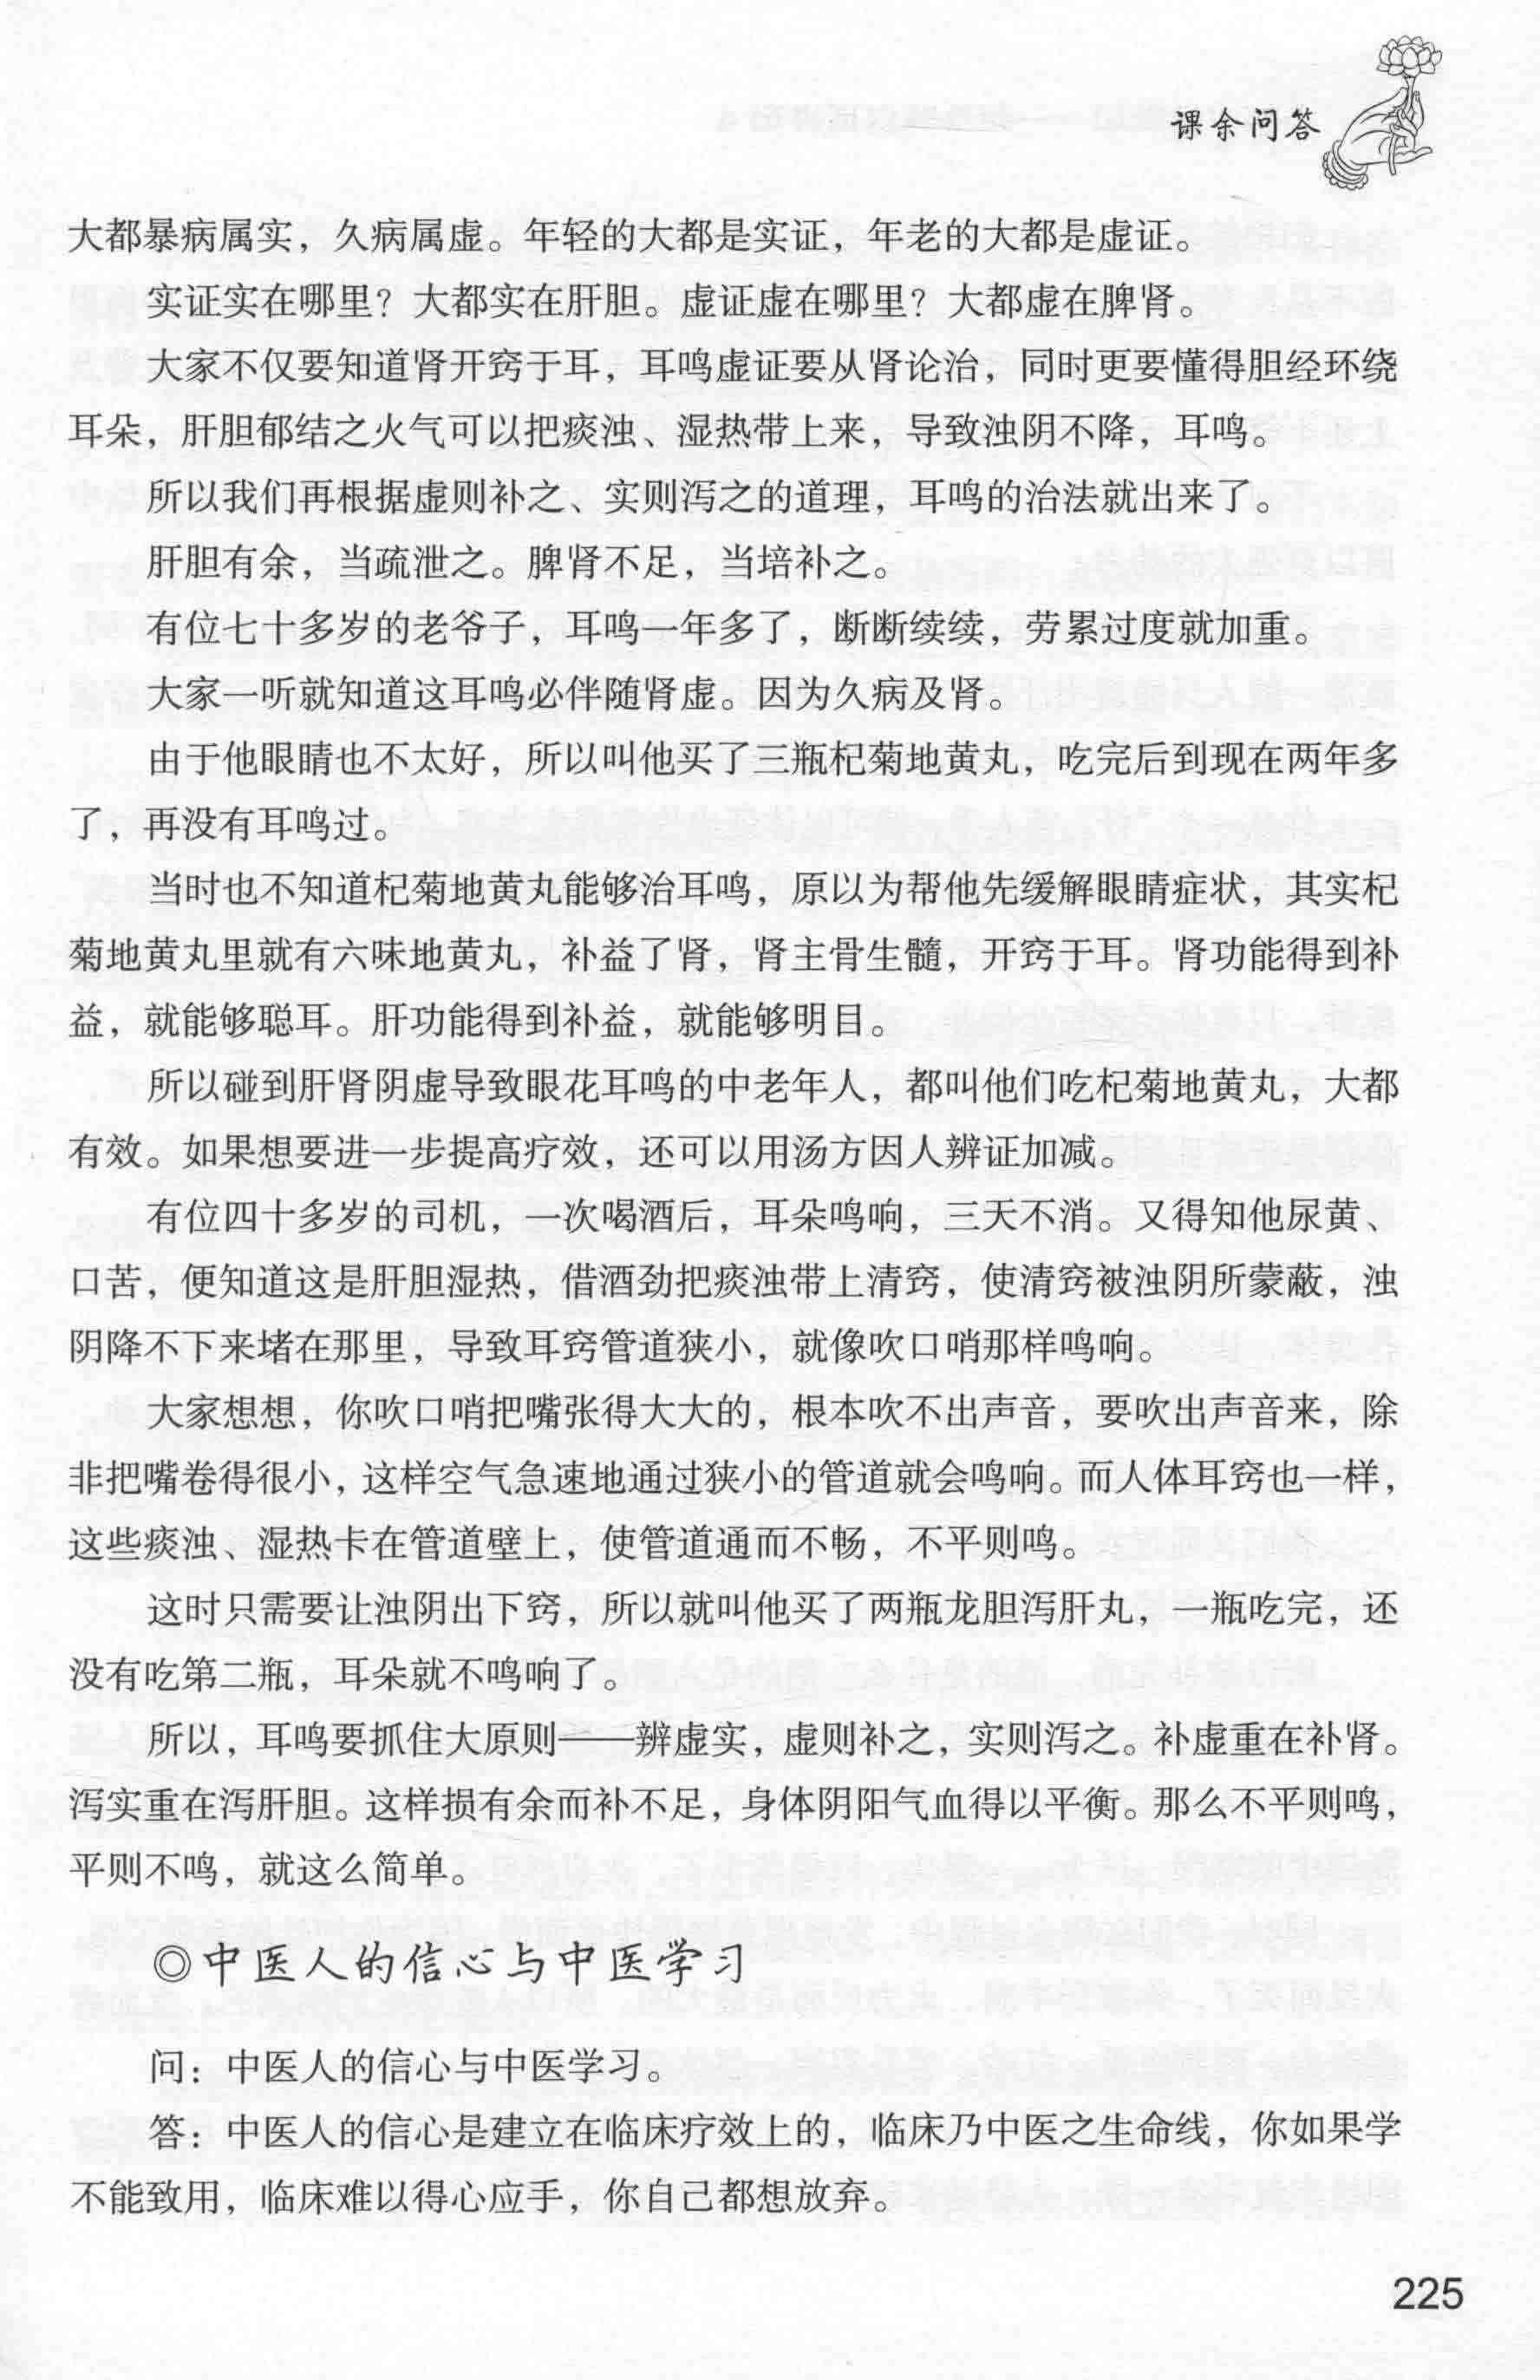 课余问答
大都暴病属实，久病属虚。年轻的大都是实证，年老的大都是虚证。
实证实在哪里？大都实在肝胆。虚证虚在哪里？大都虚在脾肾。
大家不仅要知道肾开窍于耳，耳鸣虚证要从肾论治，同时更要懂得胆经环绕
耳朵，肝胆郁结之火气可以把痰浊、湿热带上来，导致浊阴不降，耳鸣。
所以我们再根据虚则补之、实则泻之的道理，耳鸣的治法就出来了。
肝胆有余，当疏泄之。脾肾不足，当培补之。
有位七十多岁的老爷子，耳鸣一年多了，断断续续，劳累过度就加重。
大家一听就知道这耳鸣必伴随肾虚。因为久病及肾。
由于他眼睛也不太好，所以叫他买了三瓶杞菊地黄丸，吃完后到现在两年多
了，再没有耳鸣过。
当时也不知道杞菊地黄丸能够治耳鸣，原以为帮他先缓解眼睛症状，其实杞
菊地黄丸里就有六味地黄丸，补益了肾，肾主骨生髓，开窍于耳。肾功能得到补
益，就能够聪耳。肝功能得到补益，就能够明目。
所以碰到肝肾阴虚导致眼花耳鸣的中老年人，都叫他们吃杞菊地黄丸，大都
有效。如果想要进一步提高疗效，还可以用汤方因人辨证加减。
有位四十多岁的司机，一次喝酒后，耳朵鸣响，三天不消。又得知他尿黄、
口苦，便知道这是肝胆湿热，借酒劲把痰浊带上清窍，使清窍被浊阴所蒙蔽，浊
阴降不下来堵在那里，导致耳窍管道狭小，就像吹口哨那样鸣响。
大家想想，你吹口哨把嘴张得大大的，根本吹不出声音，要吹出声音来，除
非把嘴卷得很小，这样空气急速地通过狭小的管道就会鸣响。而人体耳窍也一样，
这些痰浊、湿热卡在管道壁上，使管道通而不畅，不平则鸣。
这时只需要让浊阴出下窍，所以就叫他买了两瓶龙胆泻肝丸，一瓶吃完，还
没有吃第二瓶，耳朵就不鸣响了。
所以，耳鸣要抓住大原则——辨虚实，虚则补之，实则泻之。补虚重在补肾。
泻实重在泻肝胆。这样损有余而补不足，身体阴阳气血得以平衡。那么不平则鸣，
平则不鸣，就这么简单。
◎中医人的信心与中医学习
问：中医人的信心与中医学习。
答：中医人的信心是建立在临床疗效上的，临床乃中医之生命线，你如果学
不能致用，临床难以得心应手，你自己都想放弃。
225